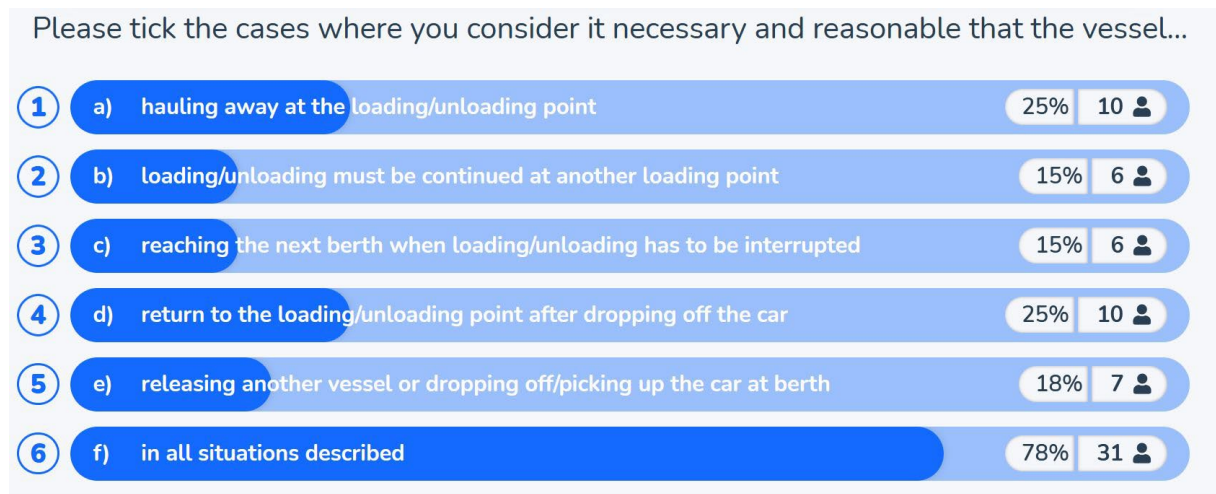 Please tick the cases where you consider it necessary and reasonable that the vessel...
1 a) hauling away at the loading/unloading point 25% 10
2 b) loading/unloading must be continued at another loading point 15% 6
3 c) reaching the next berth when loading/unloading has to be interrupted 15% 6
4 d) return to the loading/unloading point after dropping off the car 25% 10
5 e) releasing another vessel or dropping off/picking up the car at berth 18% 7
6 f) in all situations described 78% 31